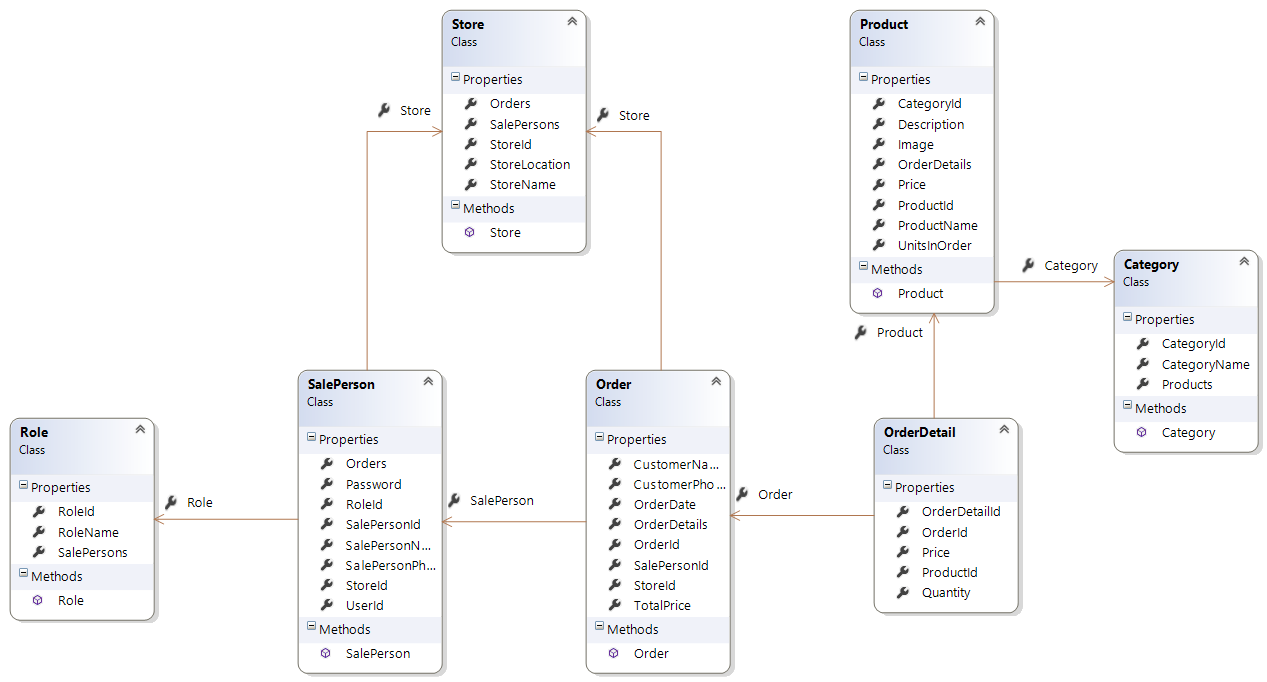 Store
Class
Properties
Orders
SalePersons
StoreId
StoreLocation
StoreName
Methods
Store
Store
Store
Product
Class
Properties
CategoryId
Description
Image
OrderDetails
Price
ProductId
ProductName
UnitsInOrder
Methods
Product
Category
Product
Category
Class
Properties
CategoryId
CategoryName
Products
Methods
Category
Role
Class
Properties
RoleId
RoleName
SalePersons
Methods
Role
Role
SalePerson
Class
Properties
Orders
Password
RoleId
SalePersonId
SalePersonN...
SalePersonPh...
StoreId
UserId
Methods
SalePerson
SalePerson
Order
Class
Properties
CustomerNa...
CustomerPho...
OrderDate
OrderDetails
OrderId
SalePersonId
StoreId
TotalPrice
Methods
Order
Order
OrderDetail
Class
Properties
OrderDetailId
OrderId
Price
ProductId
Quantity